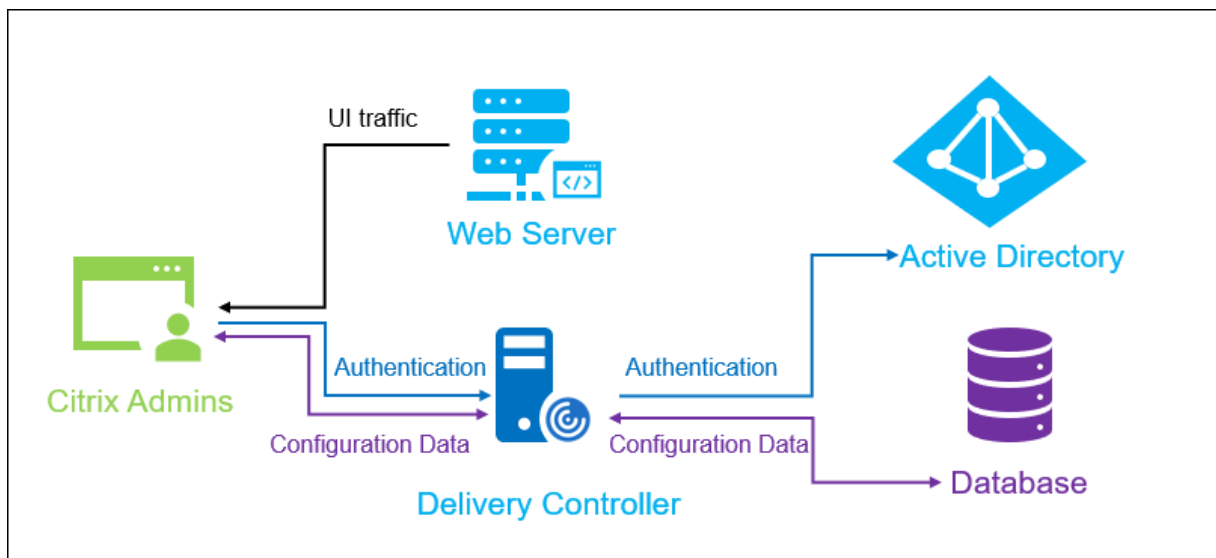 UI traffic
</>
Web Server
Active Directory
Citrix Admins
Authentication
Authentication
Configuration Data
Configuration Data
Delivery Controller
Database